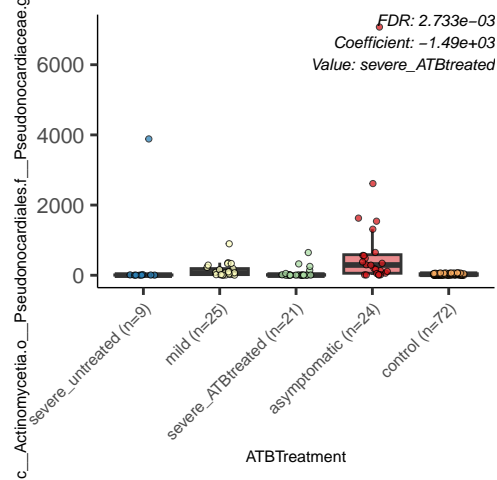 c__Actinomycetia.o__Pseudonocardiales.f__Pseudonocardiaceae.g
FDR: 2.733e−03
Coefficient: −1.49e+03
Value: severe_ATBtreated
6000
4000
2000
0
severe_untreated (n=9)
mild (n=25)
severe_ATBtreated (n=21)
asymptomatic (n=24)
control (n=72)
ATBTreatment